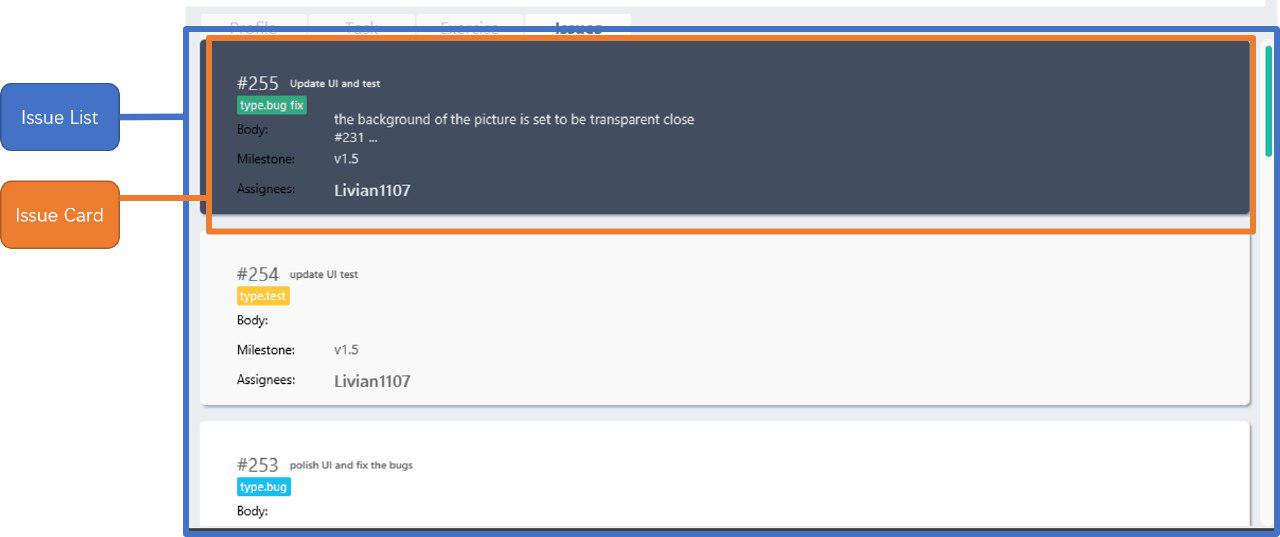 Profile Task Exercise Issues
#255 Update UI and test
type.bug fix
Issue List
Body: the background of the picture is set to be transparent close
#231 ...
Milestone: v1.5
Assignees: Livian1107
Issue Card
#254 update UI test
type.test
Body:
Milestone: v1.5
Assignees: Livian1107
#253 polish UI and fix the bugs
type.bug
Body: